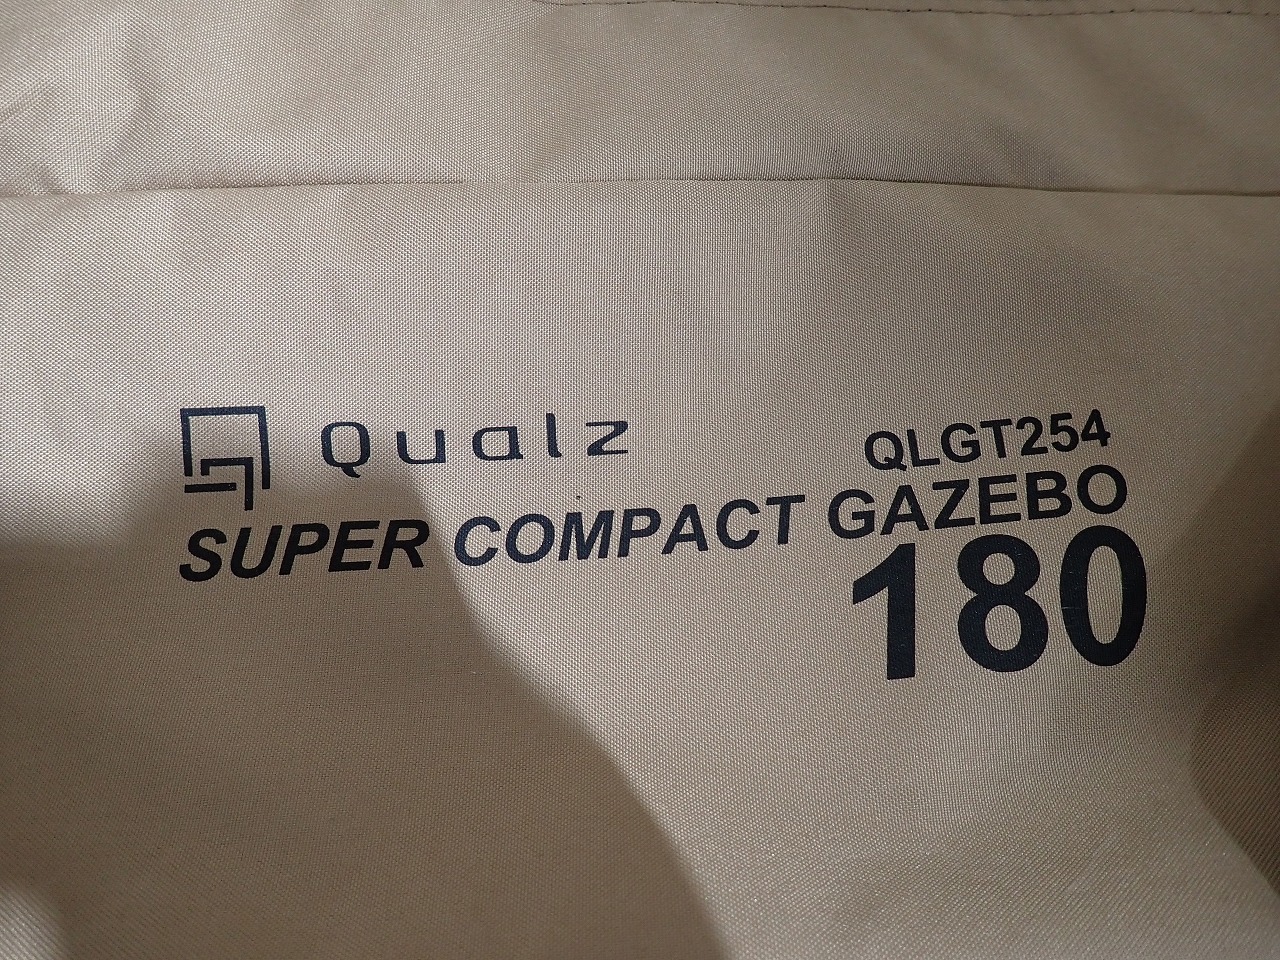 Qualz
QLGT254
SUPER COMPACT GAZEBO
180